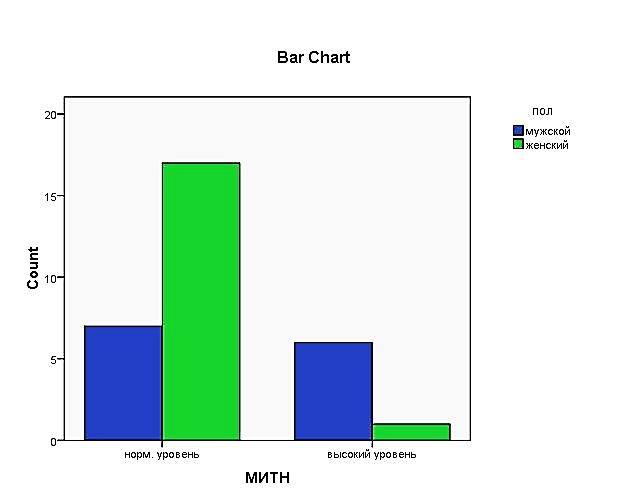 Bar Chart
пол
мужской
женский
20
15
10
5
0
Count
норм. уровень
высокий уровень
МИТН